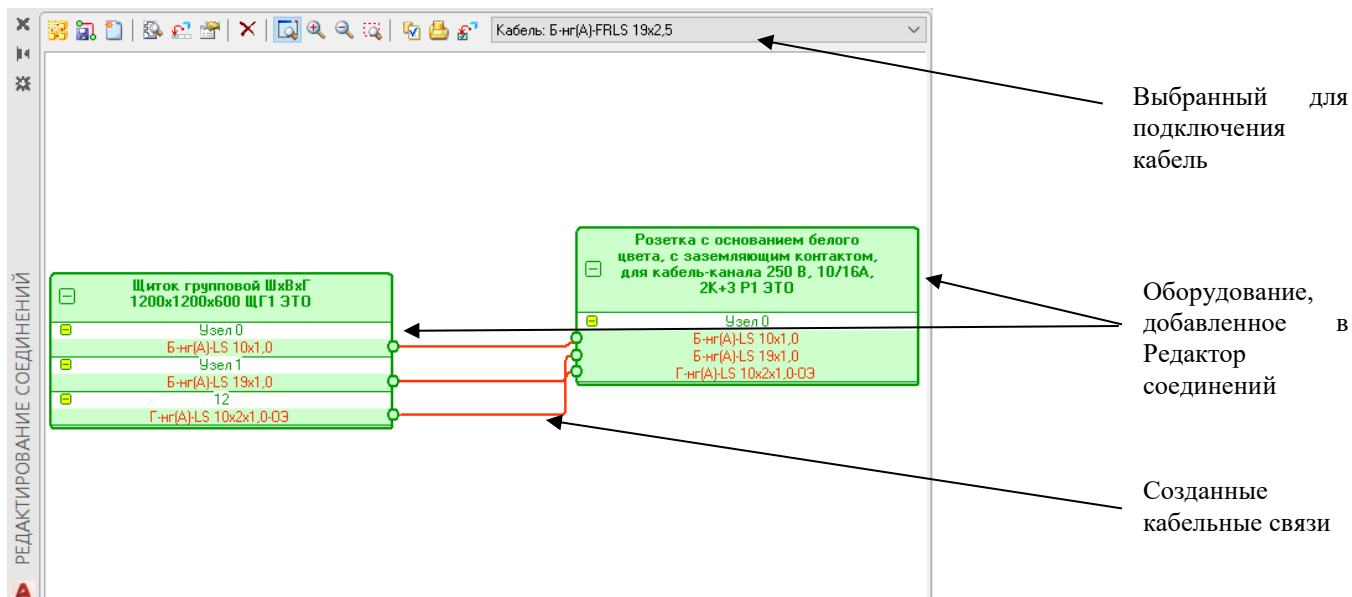 Кабель: Б-нг(A)-FRLS 19x2,5
Выбранный для
подключения
кабель
РЕДАКТИРОВАНИЕ СОЕДИНЕНИЙ
Щиток групповой ШxВxГ
1200x1200x600 ЩГ1 ЭТО
Узел 0
Б-нг(A)-LS 10x1,0
Узел 1
Б-нг(A)-LS 19x1,0
12
Г-нг(A)-LS 10x2x1,0-ОЭ
Розетка с основанием белого
цвета, с заземляющим контактом,
для кабель-канала 250 В, 10/16А,
2К+3 Р1 ЭТО
Узел 0
Б-нг(A)-LS 10x1,0
Б-нг(A)-LS 19x1,0
Г-нг(A)-LS 10x2x1,0-ОЭ
Оборудование,
добавленное в
Редактор
соединений
Созданные
кабельные связи